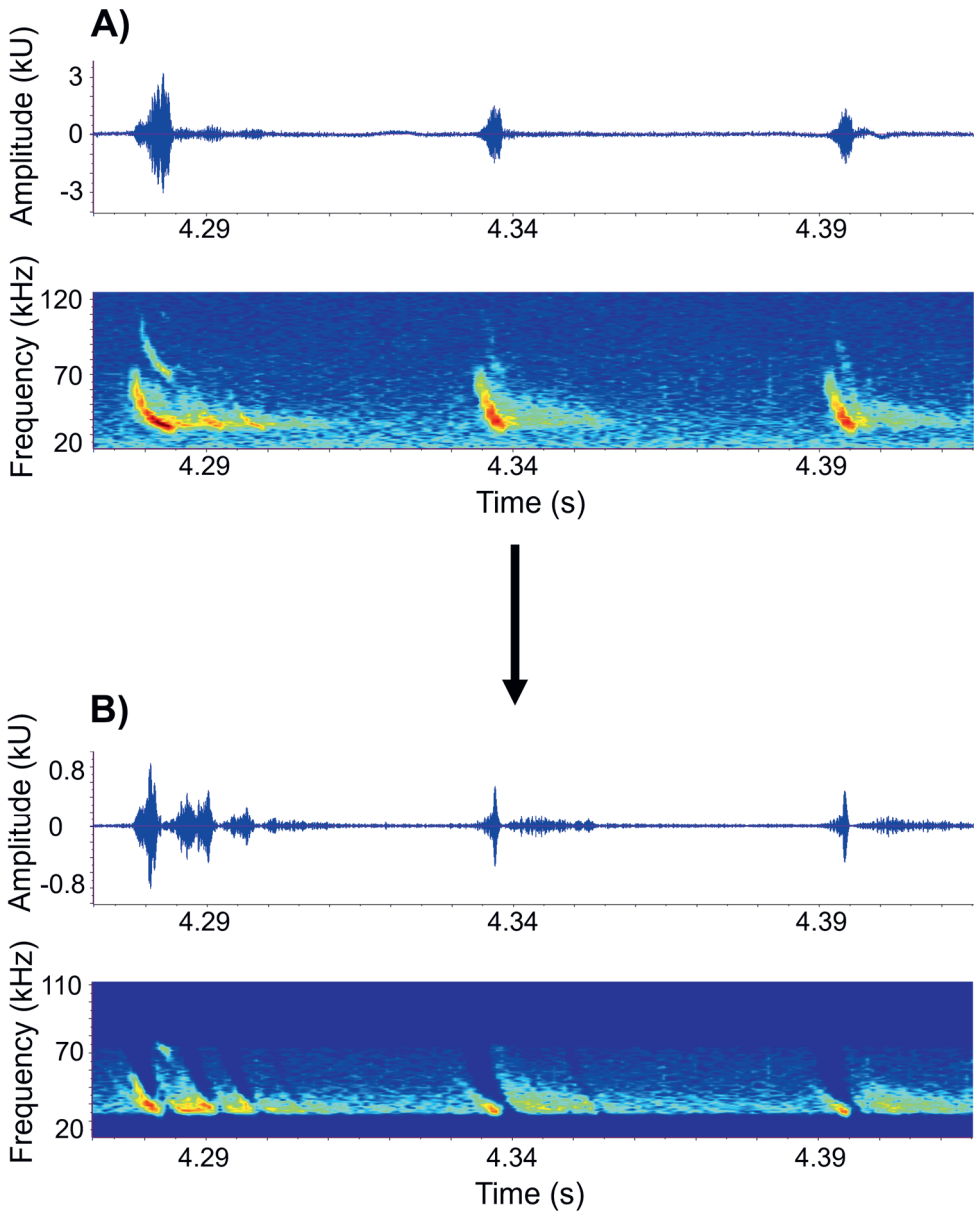 A)
Amplitude (kU)
3
0
-3
4.29 4.34 4.39
Frequency (kHz)
120
70
20
4.29 4.34 4.39
Time (s)
B)
Amplitude (kU)
0.8
0
-0.8
4.29 4.34 4.39
Frequency (kHz)
110
70
20
4.29 4.34 4.39
Time (s)